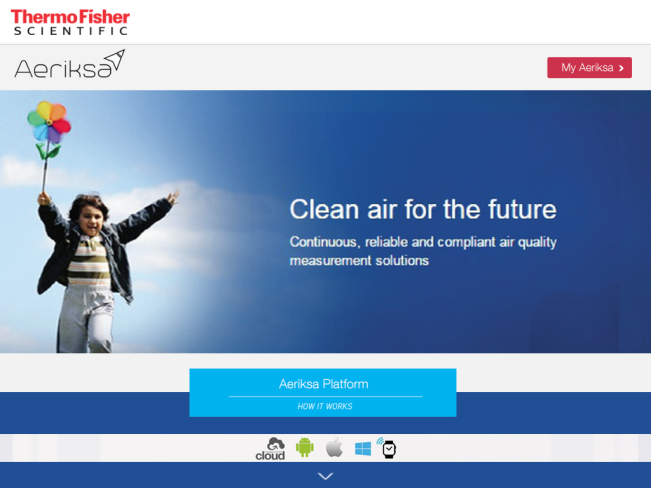 ThermoFisher
SCIENTIFIC
Aeriksa
My Aeriksa
Clean air for the future
Continuous, reliable and compliant air quality
measurement solutions
Aeriksa Platform
HOW IT WORKS
cloud